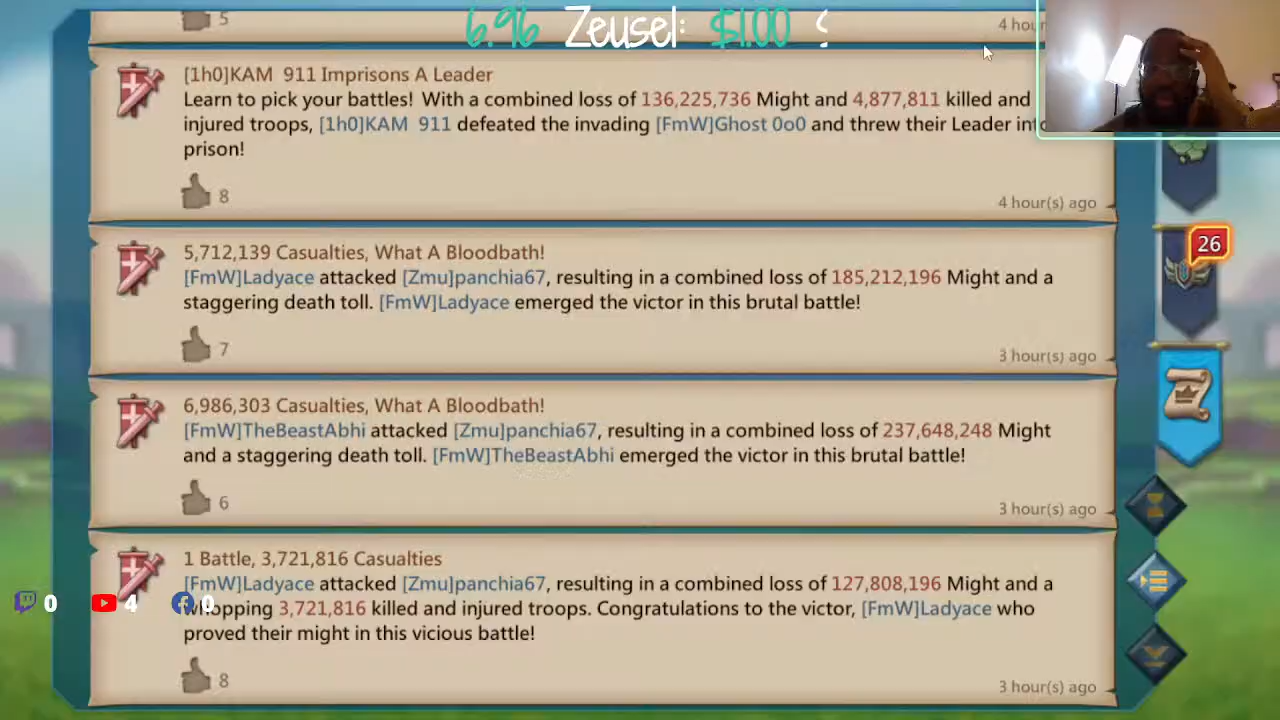 6.96 Zeusel: $1.00
5
4 hour
[1h0]KAM 911 Imprisons A Leader
Learn to pick your battles! With a combined loss of 136,225,736 Might and 4,877,811 killed and
injured troops, [1h0]KAM 911 defeated the invading [FmW]Ghost 0o0 and threw their Leader into
prison!
8
4 hour(s) ago
26
5,712,139 Casualties, What A Bloodbath!
[FmW]Ladyace attacked [Zmu]panchia67, resulting in a combined loss of 185,212,196 Might and a
staggering death toll. [FmW]Ladyace emerged the victor in this brutal battle!
7
3 hour(s) ago
6,986,303 Casualties, What A Bloodbath!
[FmW]TheBeastAbhi attacked [Zmu]panchia67, resulting in a combined loss of 237,648,248 Might
and a staggering death toll. [FmW]TheBeastAbhi emerged the victor in this brutal battle!
6
3 hour(s) ago
1 Battle, 3,721,816 Casualties
[FmW]Ladyace attacked [Zmu]panchia67, resulting in a combined loss of 127,808,196 Might and a
whopping 3,721,816 killed and injured troops. Congratulations to the victor, [FmW]Ladyace who
proved their might in this vicious battle!
0 4 0
8
3 hour(s) ago